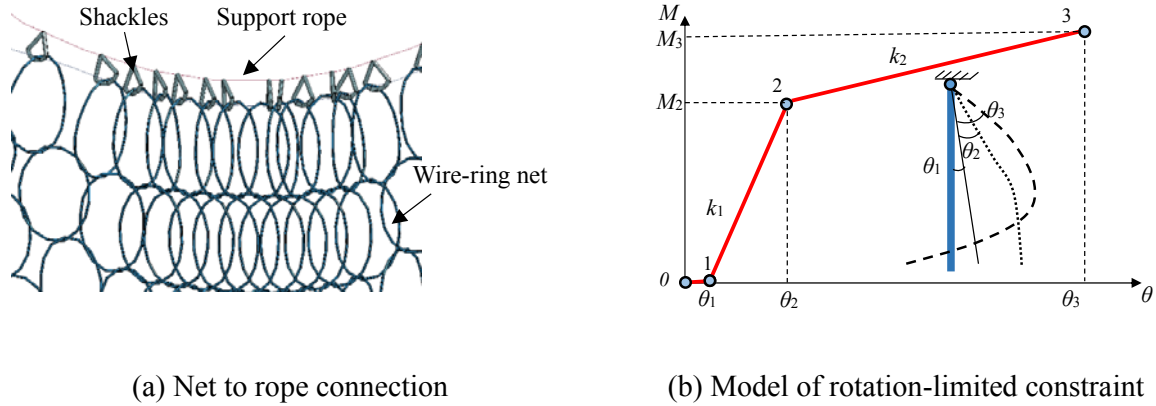 Shackles
Support rope
Wire-ring net
(a) Net to rope connection
M
M3
M2
0
1
2
3
k1
k2
θ1
θ2
θ3
θ1
θ2
θ3
θ
(b) Model of rotation-limited constraint